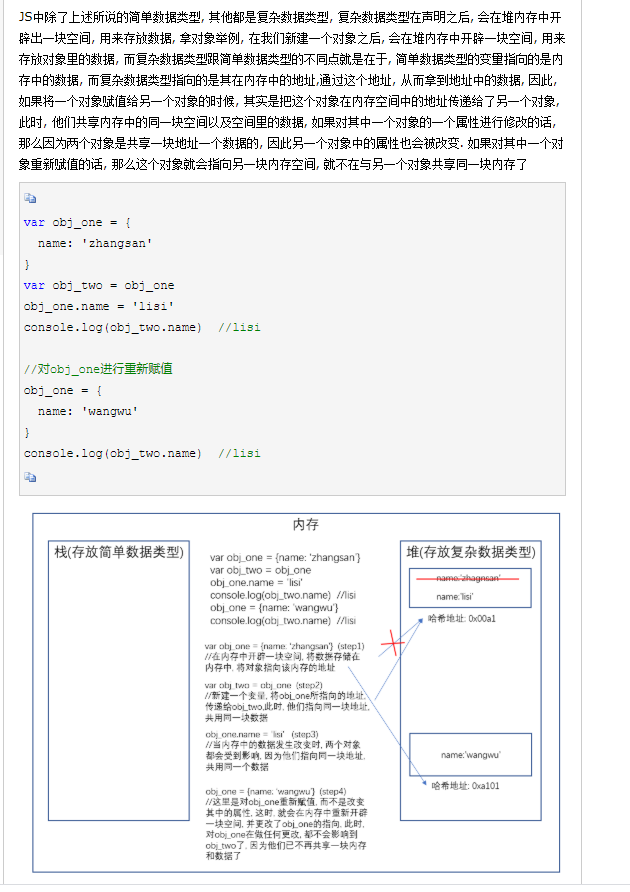 JS中除了上述所说的简单数据类型, 其他都是复杂数据类型, 复杂数据类型在声明之后, 会在堆内存中开
辟出一块空间, 用来存放数据, 拿对象举例, 在我们新建一个对象之后, 会在堆内存中开辟一块空间, 用来
存放对象里的数据, 而复杂数据类型跟简单数据类型的不同点就是在于, 简单数据类型的变量指向的是内
存中的数据, 而复杂数据类型指向的是其在内存中的地址,通过这个地址, 从而拿到地址中的数据, 因此,
如果将一个对象赋值给另一个对象的时候, 其实是把这个对象在内存空间中的地址传递给了另一个对象,
此时, 他们共享内存中的同一块空间以及空间里的数据, 如果对其中一个对象的一个属性进行修改的话,
那么因为两个对象是共享一块地址一个数据的, 因此另一个对象中的属性也会被改变. 如果对其中一个对
象重新赋值的话, 那么这个对象就会指向另一块内存空间, 就不在与另一个对象共享同一块内存了
var obj_one = {
name: 'zhangsan'
}
var obj_two = obj_one
obj_one.name = 'lisi'
console.log(obj_two.name) //lisi
//对obj_one进行重新赋值
obj_one = {
name: 'wangwu'
}
console.log(obj_two.name) //lisi
内存
栈(存放简单数据类型)
var obj_one = {name: 'zhangsan'}
var obj_two = obj_one
obj_one.name = 'lisi'
console.log(obj_two.name) //lisi
obj_one = {name: 'wangwu'}
console.log(obj_two.name) //lisi
var obj_one = {name: 'zhangsan'} (step1)
//在内存中开辟一块空间, 将数据存储在
内存中, 将对象指向该内存的地址
var obj_two = obj_one (step2)
//新建一个变量, 将obj_one所指向的地址,
传递给obj_two,此时, 他们指向同一块地址,
共用同一块数据
obj_one.name = 'lisi' (step3)
//当内存中的数据发生改变时, 两个对象
都会受到影响, 因为他们指向同一块地址,
共用同一个数据
obj_one = {name: 'wangwu'} (step4)
//这里是对obj_one重新赋值, 而不是改变
其中的属性, 这时, 就会在内存中重新开辟
一块空间, 并更改了obj_one的指向, 此时,
对obj_one在做任何更改, 都不会影响到
obj_two了, 因为他们已不再共享一块内存
和数据了
堆(存放复杂数据类型)
name:'zhagnsan'
name:'lisi'
哈希地址: 0x00a1
name:'wangwu'
哈希地址: 0xa101